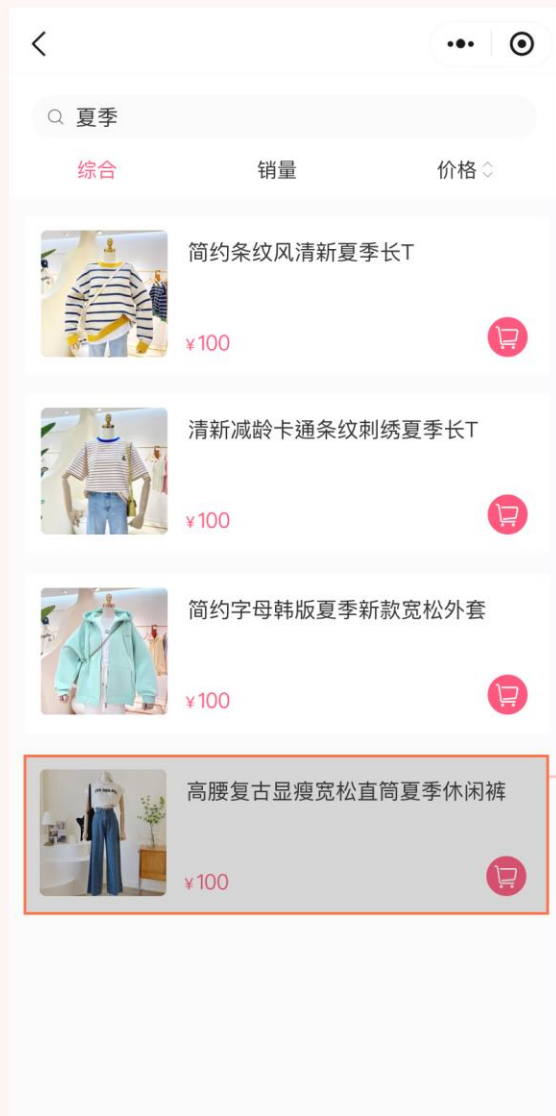 夏季
综合 销量 价格
简约条纹风清新夏季长T
¥100
清新减龄卡通条纹刺绣夏季长T
¥100
简约字母韩版夏季新款宽松外套
¥100
高腰复古显瘦宽松直筒夏季休闲裤
¥100